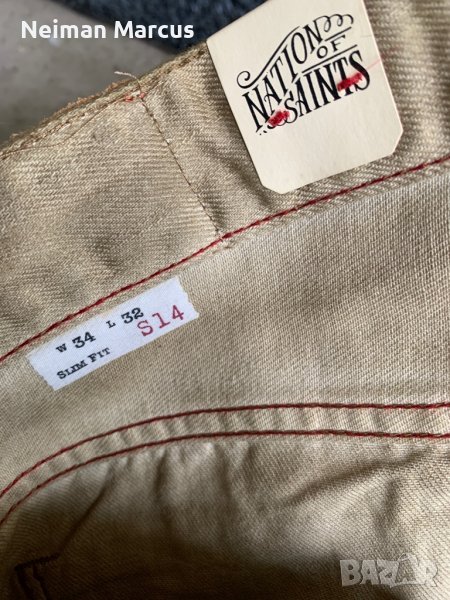 Neiman Marcus
NATION
OF
SAINTS
W 34 L 32
SLIM FIT S14
BAZAR